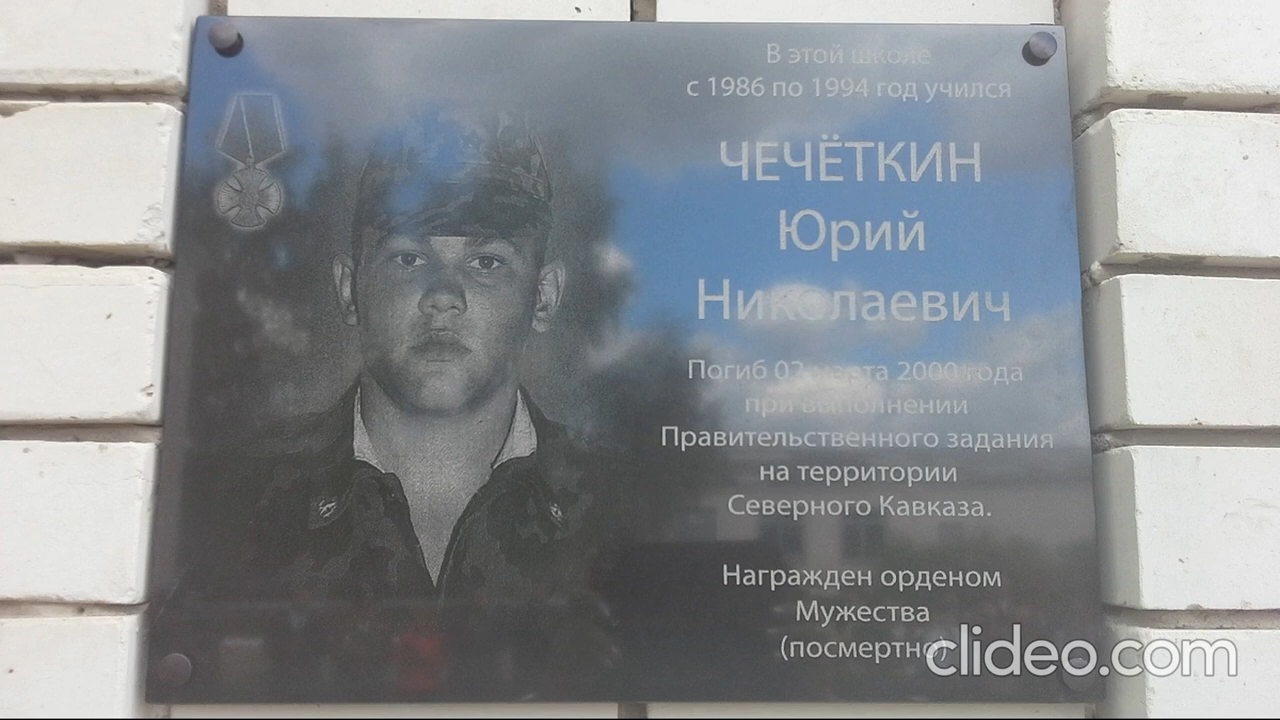 В этой школе
с 1986 по 1994 год учился
ЧЕЧЁТКИН
Юрий
Николаевич
Погиб 02 марта 2000 года
при выполнении
Правительственного задания
на территории
Северного Кавказа.
Награжден орденом
Мужества
(посмертно)
clideo.com